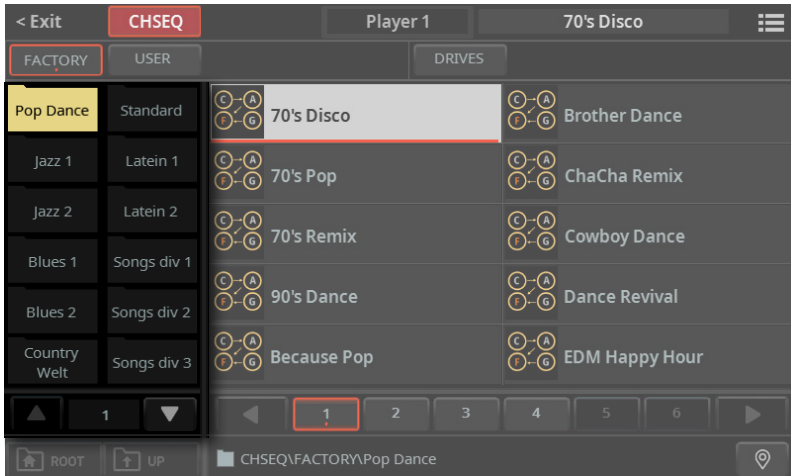 < Exit CHSEQ Player 1 70's Disco
FACTORY USER DRIVES
Pop Dance Standard
Jazz 1 Latein 1
Jazz 2 Latein 2
Blues 1 Songs div 1
Blues 2 Songs div 2
Country Welt Songs div 3
1
C A F G 70's Disco C A F G Brother Dance
C A F G 70's Pop C A F G ChaCha Remix
C A F G 70's Remix C A F G Cowboy Dance
C A F G 90's Dance C A F G Dance Revival
C A F G Because Pop C A F G EDM Happy Hour
1 2 3 4 5 6
ROOT UP CHSEQ\FACTORY\Pop Dance